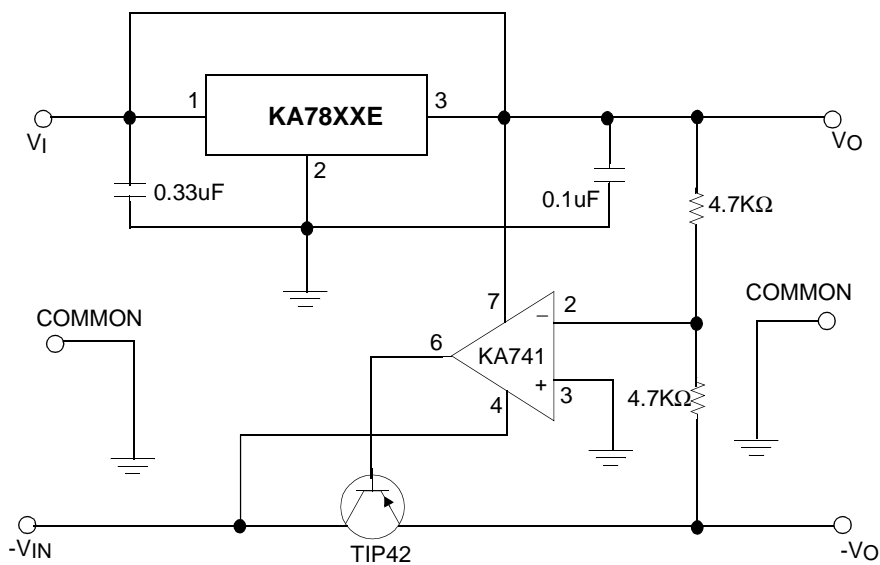 1
KA78XXE
3
VI
2
VO
0.33uF
0.1uF
4.7KΩ
COMMON
7
2
COMMON
6
−
KA741
+
3
4
4.7KΩ
-VIN
TIP42
-VO